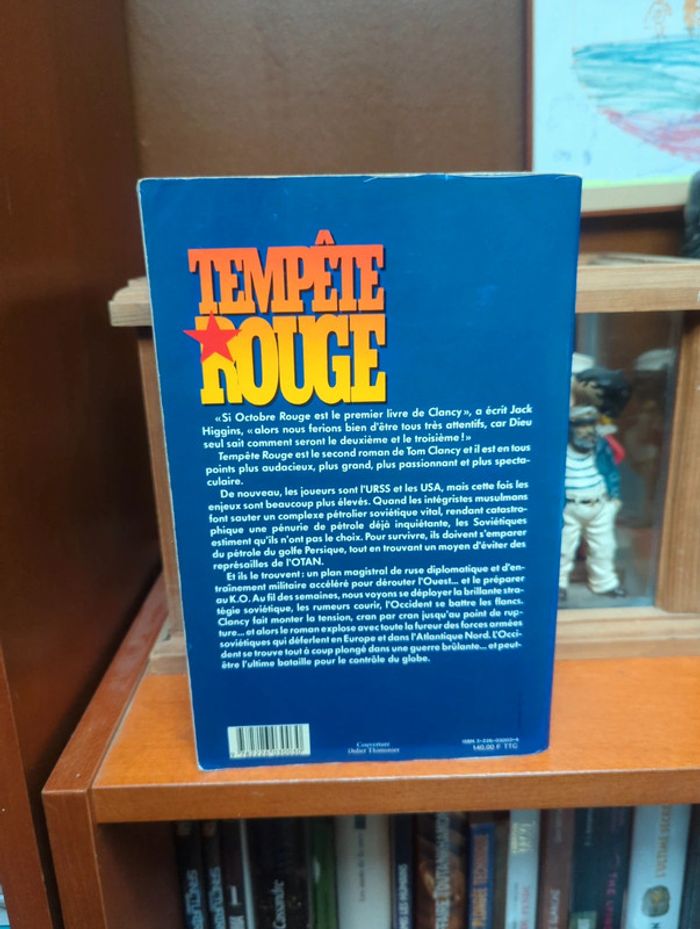 TEMPÊTE
ROUGE
«Si Octobre Rouge est le premier livre de Clancy», a écrit Jack
Higgins, «alors nous ferions bien d'être tous très attentifs, car Dieu
seul sait comment seront le deuxième et le troisième!»
Tempête Rouge est le second roman de Tom Clancy et il est en tous
points plus audacieux, plus grand, plus passionnant et plus specta-
culaire.
De nouveau, les joueurs sont l'URSS et les USA, mais cette fois les
enjeux sont beaucoup plus élevés. Quand les intégristes musulmans
font sauter un complexe pétrolier soviétique vital, rendant catastro-
phique une pénurie de pétrole déjà inquiétante, les Soviétiques
estiment qu'ils n'ont pas le choix. Pour survivre, ils doivent s'emparer
du pétrole du golfe Persique, tout en trouvant un moyen d'éviter des
représailles de l'OTAN.
Et ils le trouvent : un plan magistral de ruse diplomatique et d'en-
traînement militaire accéléré pour dérouter l'Ouest... et le préparer
au K.O. Au fil des semaines, nous voyons se déployer la brillante stra-
tégie soviétique, les rumeurs courir, l'Occident se battre les flancs.
Clancy fait monter la tension, cran par cran jusqu'au point de rup-
ture... et alors le roman explose avec toute la fureur des forces armées
soviétiques qui déferlent en Europe et dans l'Atlantique Nord. L'Occi-
dent se trouve tout à coup plongé dans une guerre brûlante... et peut-
être l'ultime bataille pour le contrôle du globe.
9 782226 030030
Couverture
Didier Thimonier
ISBN 2-226-03003-6
140,00 F TTC
Cassandre